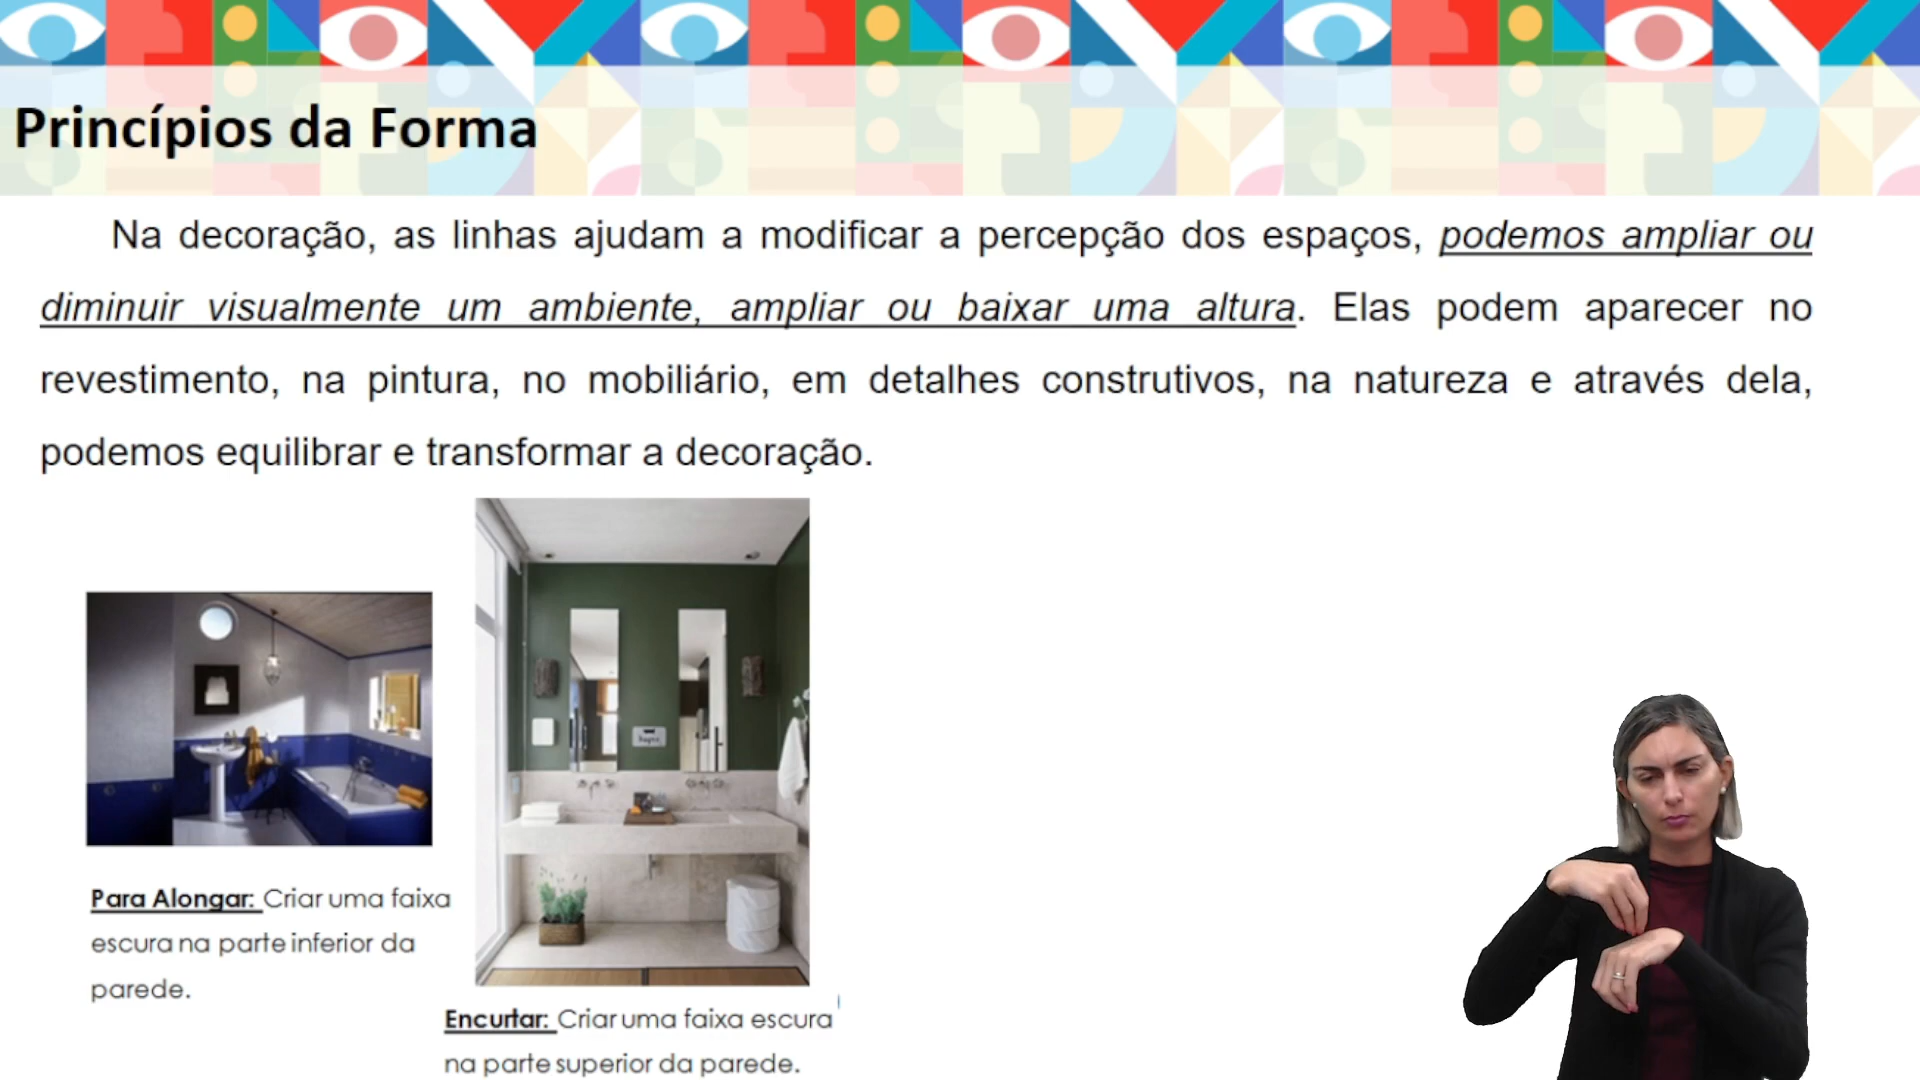 Princípios da Forma
Na decoração, as linhas ajudam a modificar a percepção dos espaços, podemos ampliar ou
diminuir visualmente um ambiente, ampliar ou baixar uma altura. Elas podem aparecer no
revestimento, na pintura, no mobiliário, em detalhes construtivos, na natureza e através dela,
podemos equilibrar e transformar a decoração.
Para Alongar: Criar uma faixa
escura na parte inferior da
parede.
Encurtar: Criar uma faixa escura
na parte superior da parede.